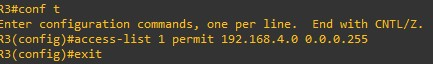 R3#conf t
Enter configuration commands, one per line.  End with CNTL/Z.
R3(config)#access-list 1 permit 192.168.4.0 0.0.0.255
R3(config)#exit